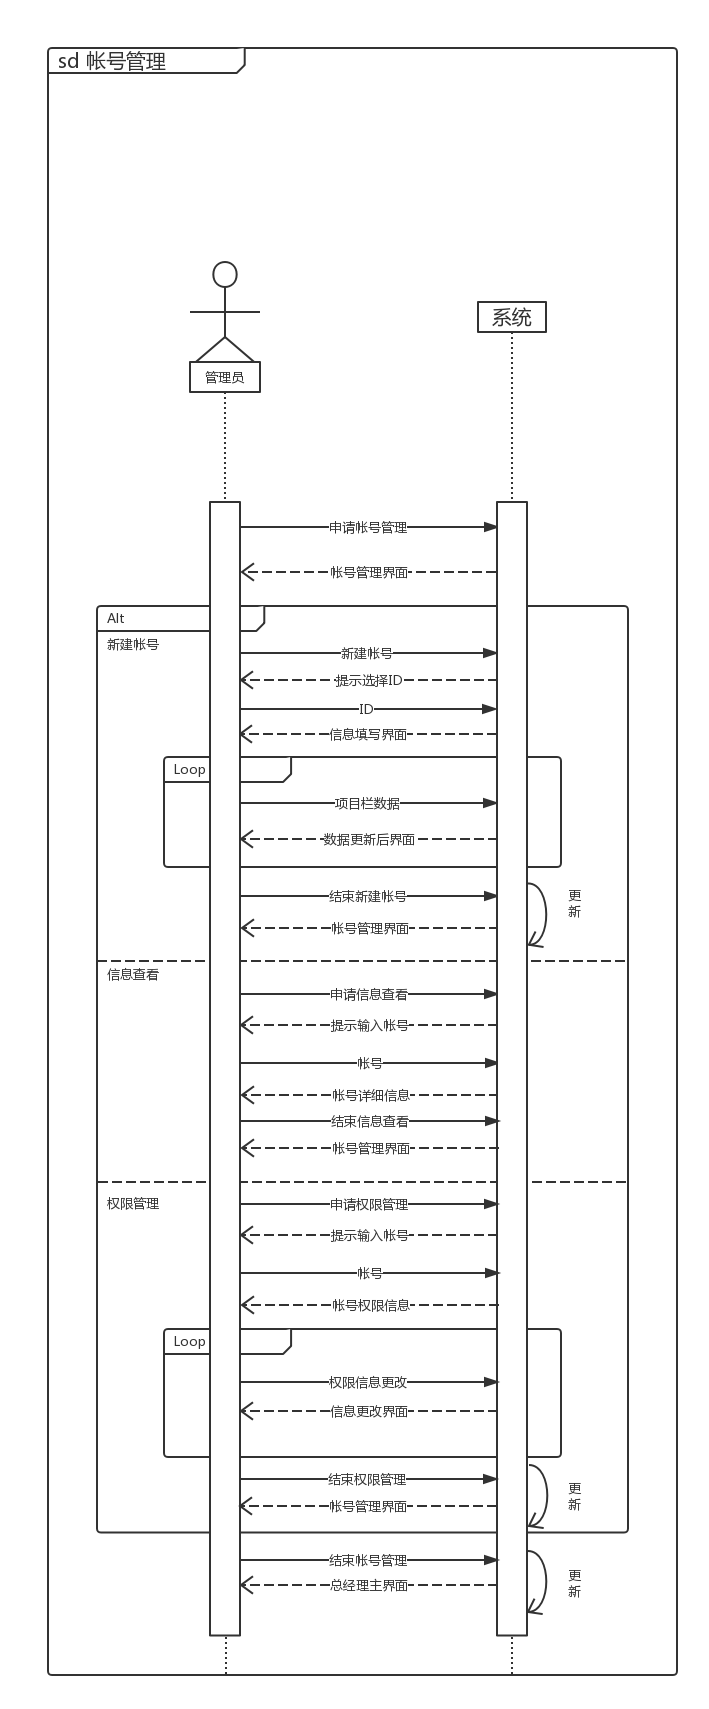 sd 帐号管理
系统
管理员
申请帐号管理
帐号管理界面
Alt
新建帐号
新建帐号
提示选择ID
ID
信息填写界面
Loop
项目栏数据
数据更新后界面
结束新建帐号
更
新
帐号管理界面
信息查看
申请信息查看
提示输入帐号
帐号
帐号详细信息
结束信息查看
帐号管理界面
权限管理
申请权限管理
提示输入帐号
帐号
帐号权限信息
Loop
权限信息更改
信息更改界面
结束权限管理
更
新
帐号管理界面
结束帐号管理
更
新
总经理主界面